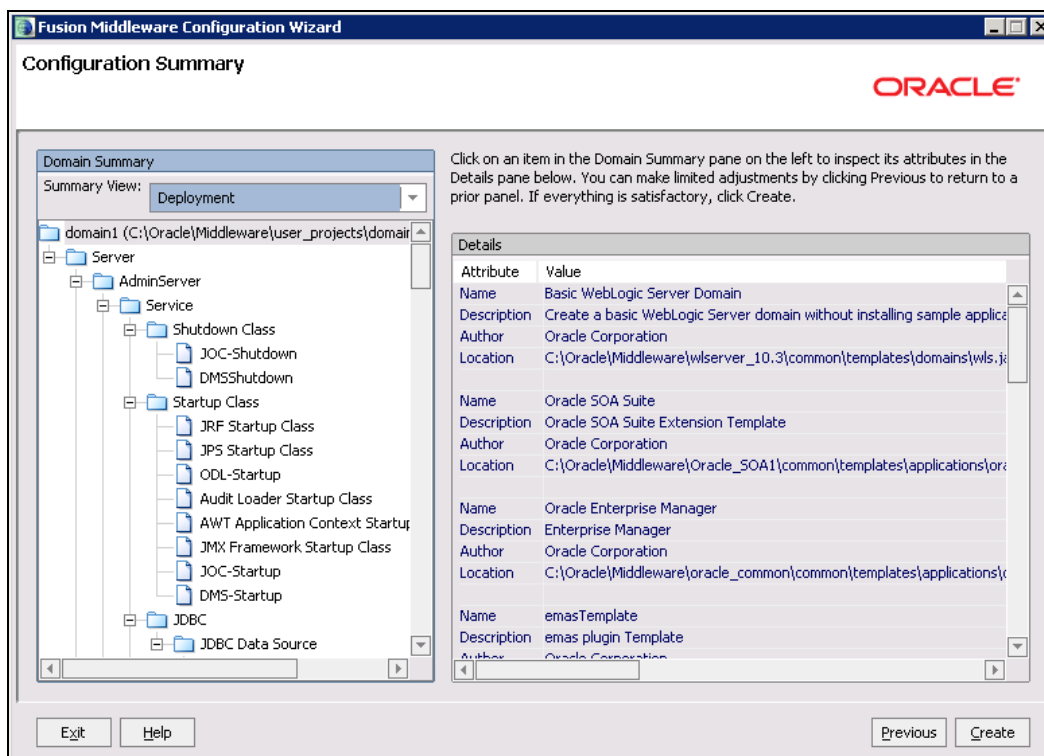 Fusion Middleware Configuration Wizard
Configuration Summary
ORACLE
Domain Summary
Summary View:
Deployment
domain1 (C:\Oracle\Middleware\user_projects\domain
Server
AdminServer
Service
Shutdown Class
JOC-Shutdown
DMSShutdown
Startup Class
JRF Startup Class
JPS Startup Class
ODL-Startup
Audit Loader Startup Class
AWT Application Context Startup
JMX Framework Startup Class
JOC-Startup
DMS-Startup
JDBC
JDBC Data Source
Click on an item in the Domain Summary pane on the left to inspect its attributes in the
Details pane below. You can make limited adjustments by clicking Previous to return to a
prior panel. If everything is satisfactory, click Create.
Details
Attribute Value
Name Basic WebLogic Server Domain
Description Create a basic WebLogic Server domain without installing sample applica
Author Oracle Corporation
Location C:\Oracle\Middleware\wlserver_10.3\common\templates\domains\wls.ja
Name Oracle SOA Suite
Description Oracle SOA Suite Extension Template
Author Oracle Corporation
Location C:\Oracle\Middleware\Oracle_SOA1\common\templates\applications\ora
Name Oracle Enterprise Manager
Description Enterprise Manager
Author Oracle Corporation
Location C:\Oracle\Middleware\oracle_common\common\templates\applications\o
Name emasTemplate
Description emas plugin Template
Author Oracle Corporation
Exit Help Previous Create